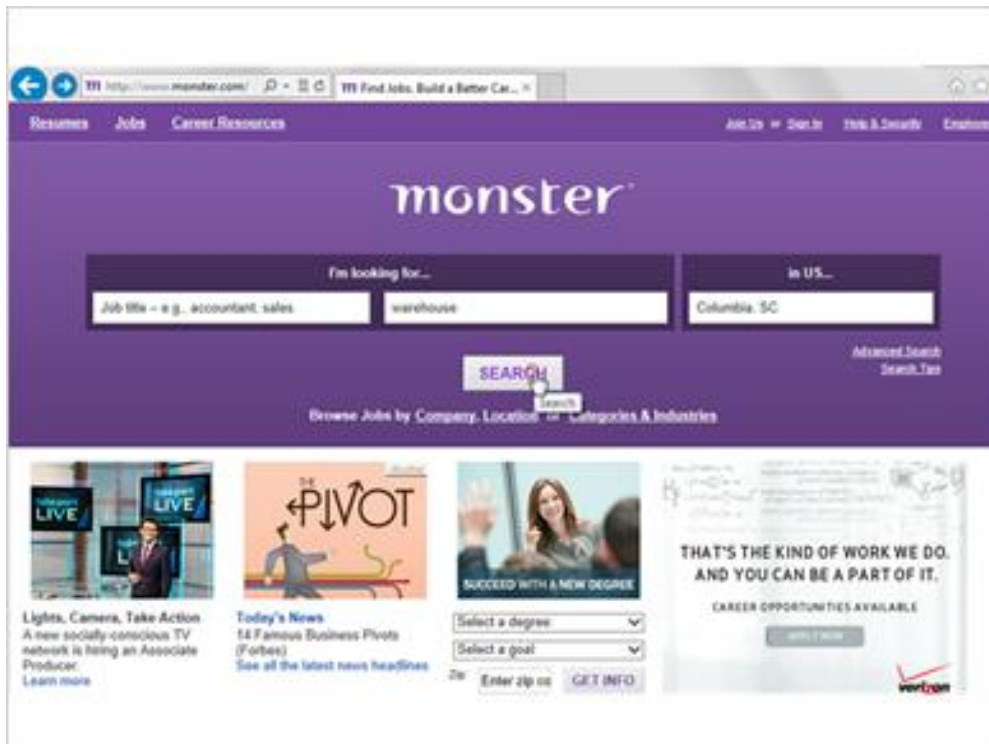 http://www.monster.com/
m Find Jobs. Build a Better Car...
Resumes Jobs Career Resources
Join Us or Sign In Help & Security
monster
I'm looking for...
in US...
Job title – e.g., accountant, sales
warehouse
Columbia, SC
Advanced Search
Search Tips
SEARCH
Search
Browse Jobs by Company, Location or Categories & Industries
LIVE
LIVE
LI
THE
PIVOT
SUCCEED WITH A NEW DEGREE
THAT'S THE KIND OF WORK WE DO.
AND YOU CAN BE A PART OF IT.
CAREER OPPORTUNITIES AVAILABLE
APPLY NOW
verizon
Lights, Camera, Take Action
A new socially-conscious TV
network is hiring an Associate
Producer.
Learn more
Today's News
14 Famous Business Pivots
(Forbes)
See all the latest news headlines
Select a degree
Select a goal
Zip Enter zip co GET INFO